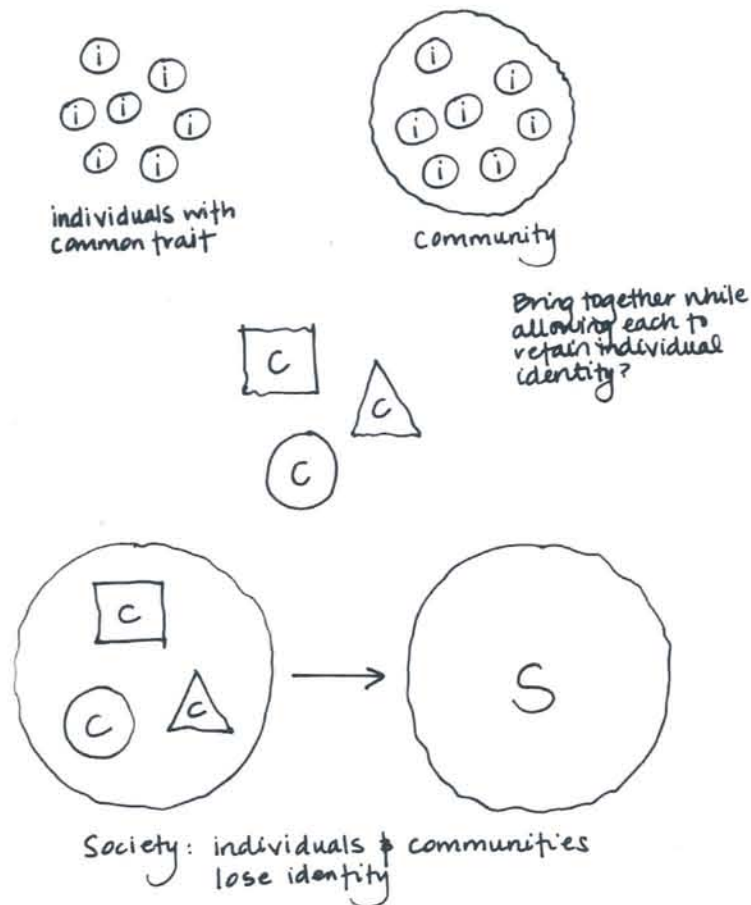 i
i
i
i
i
i
i
individuals with
common trait
i
i
i
i
i
i
i
community
Bring together while
allowing each to
retain individual
identity?
C
C
C
C
C
C
S
Society: individuals & communities
lose identity